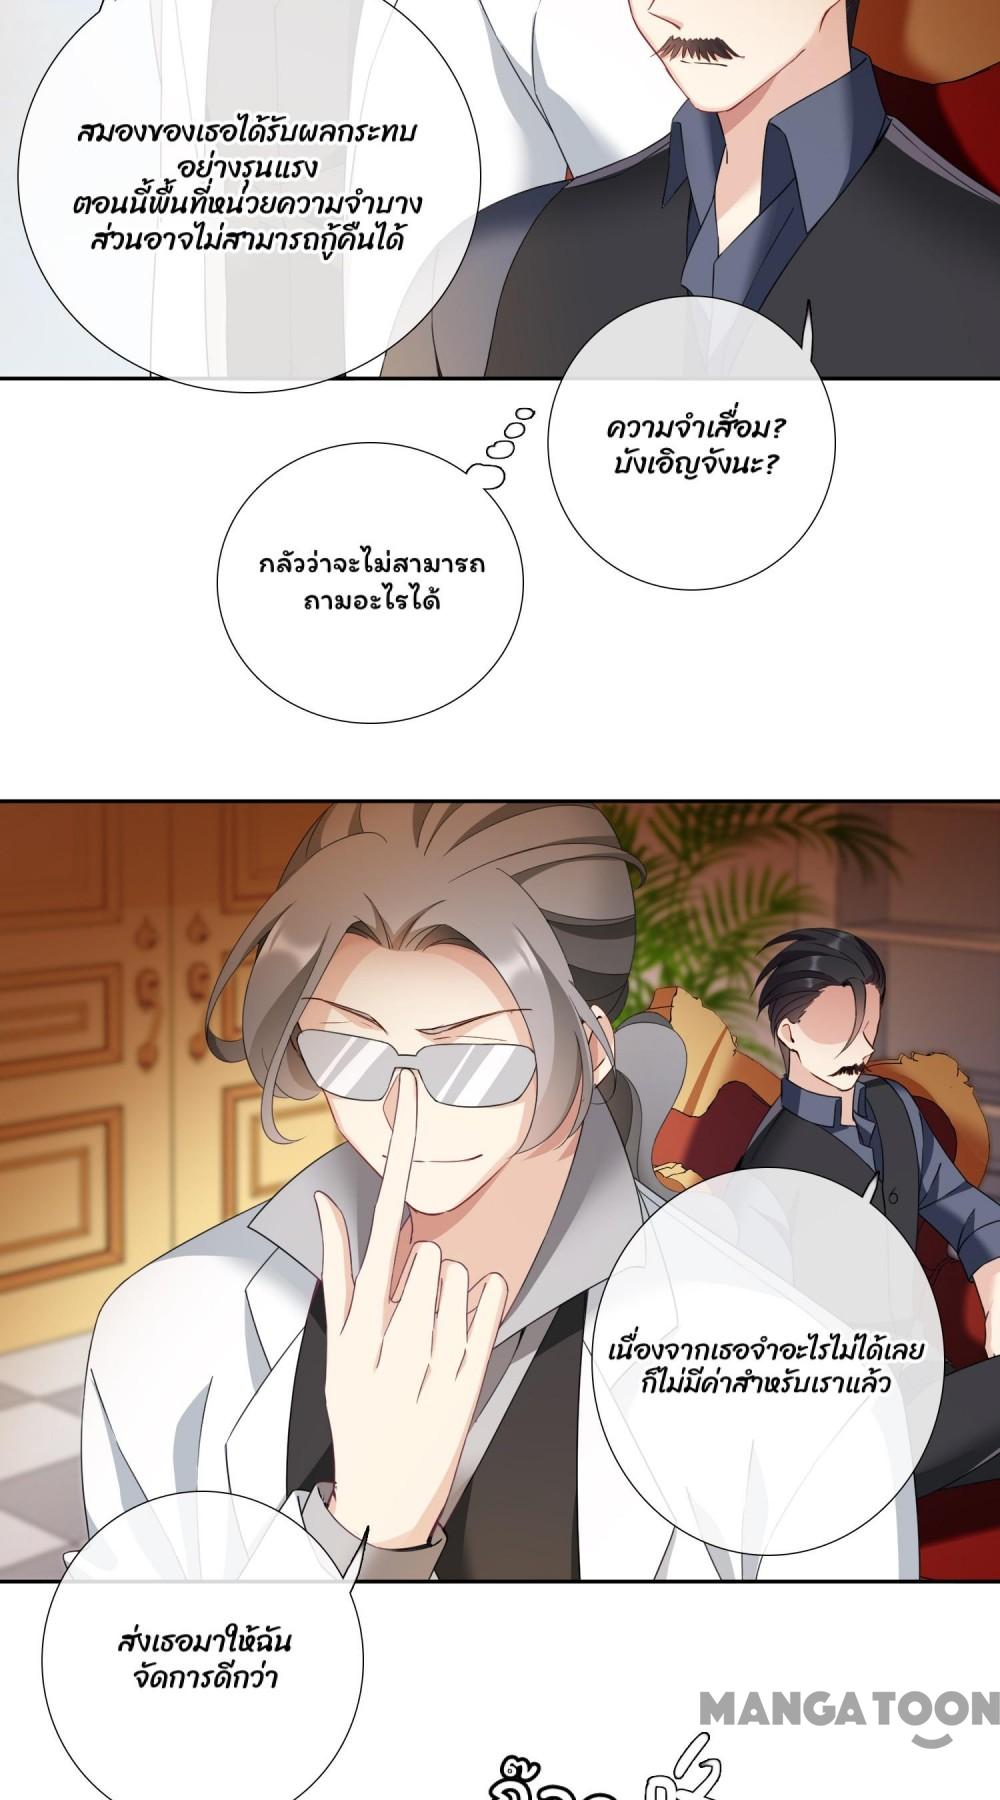 สมองของเธอได้รับผลกระทบ
อย่างรุนแรง
ตอนนี้พื้นที่หน่วยความจำบาง
ส่วนอาจไม่สามารถกู้คืนได้
ความจำเสื่อม?
บังเอิญจังนะ?
กลัวว่าจะไม่สามารถ
ถามอะไรได้
เนื่องจากเธอจำอะไรไม่ได้เลย
ก็ไม่มีค่าสำหรับเราแล้ว
ส่งเธอมาให้ฉัน
จัดการดีกว่า
MANGATOON